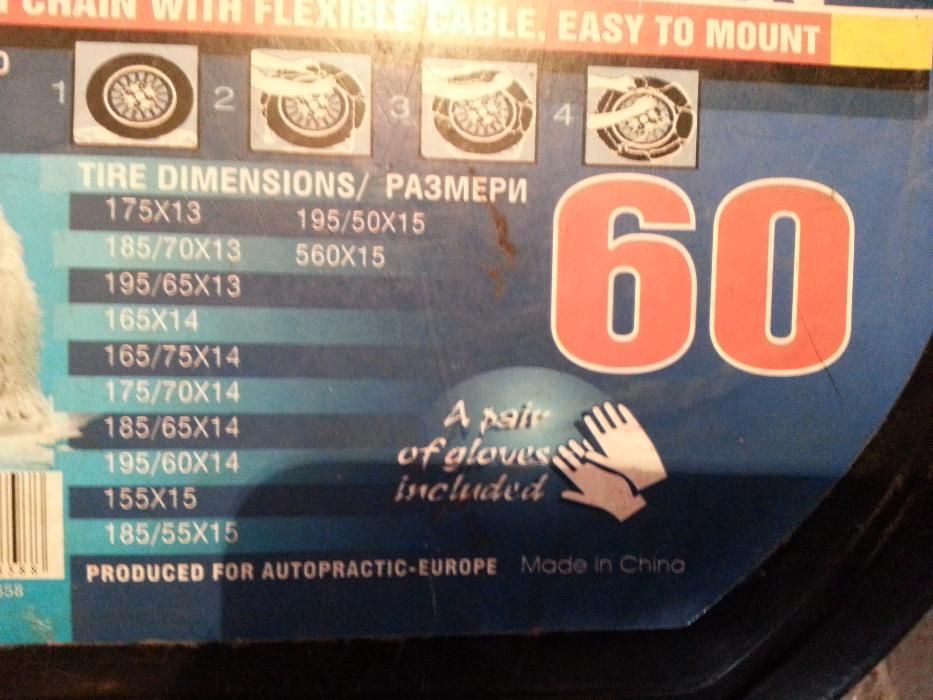 CHAIN WITH FLEXIBLE CABLE, EASY TO MOUNT
1 2 3 4
TIRE DIMENSIONS/ РАЗМЕРИ
175X13 195/50X15
185/70X13 560X15
195/65X13
165X14
165/75X14
175/70X14
185/65X14
195/60X14
155X15
185/55X15
60
A pair
of gloves
included
PRODUCED FOR AUTOPRACTIC-EUROPE Made in China